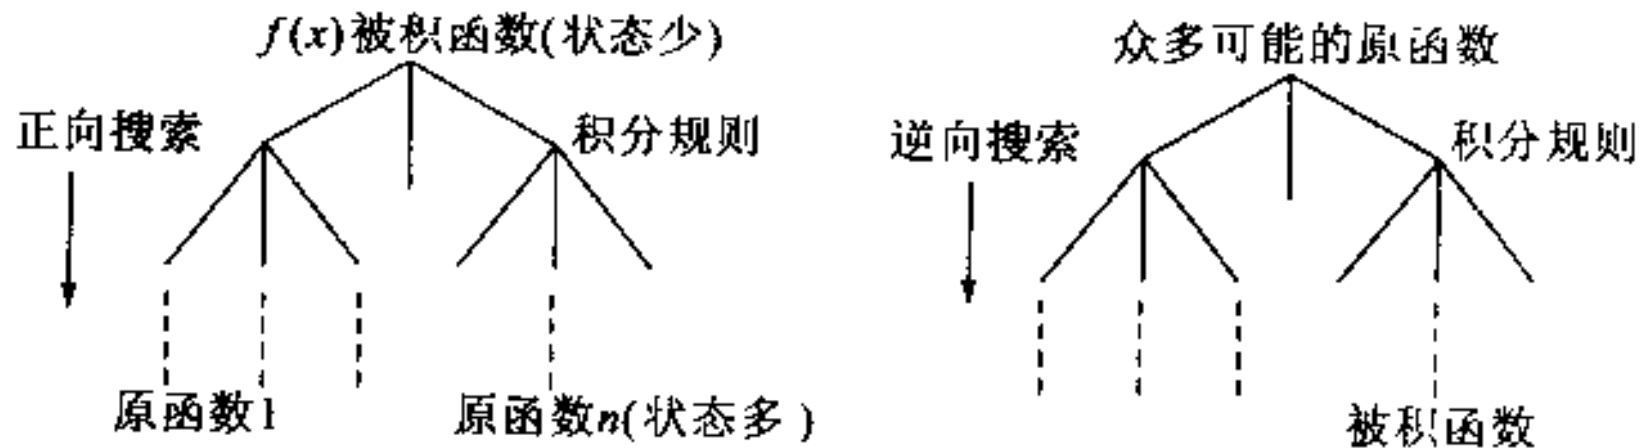 f(x)被积函数(状态少)
正向搜索
积分规则
原函数1
原函数n(状态多)
众多可能的原函数
逆向搜索
积分规则
被积函数